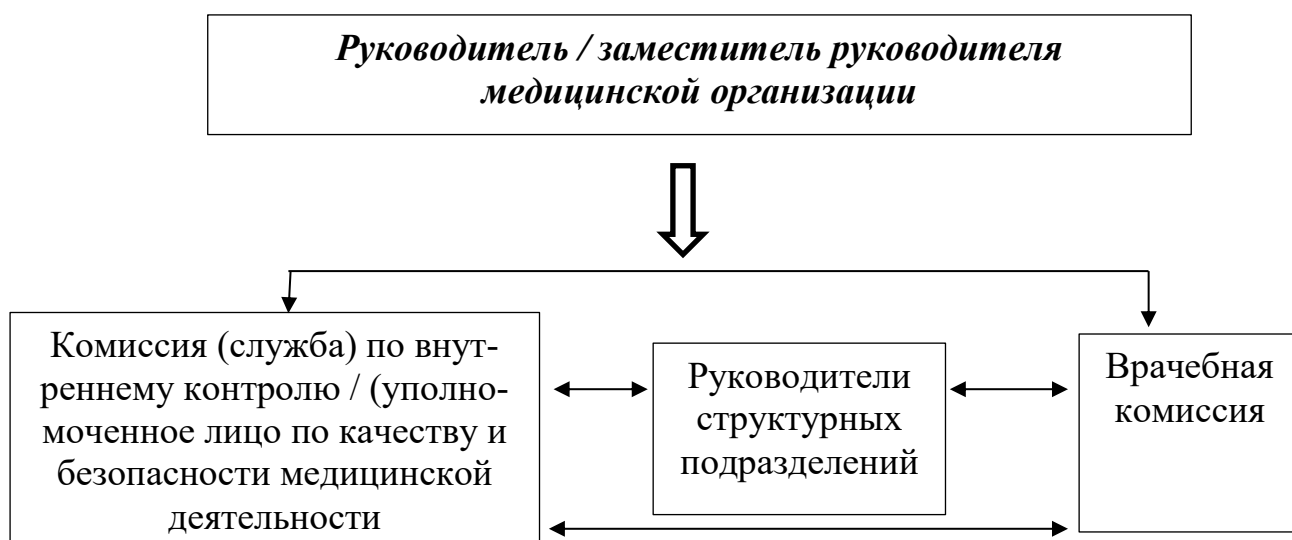 Руководитель / заместитель руководителя
медицинской организации
Комиссия (служба) по внут-
реннему контролю / (уполно-
моченное лицо по качеству и
безопасности медицинской
деятельности
Руководители
структурных
подразделений
Врачебная
комиссия